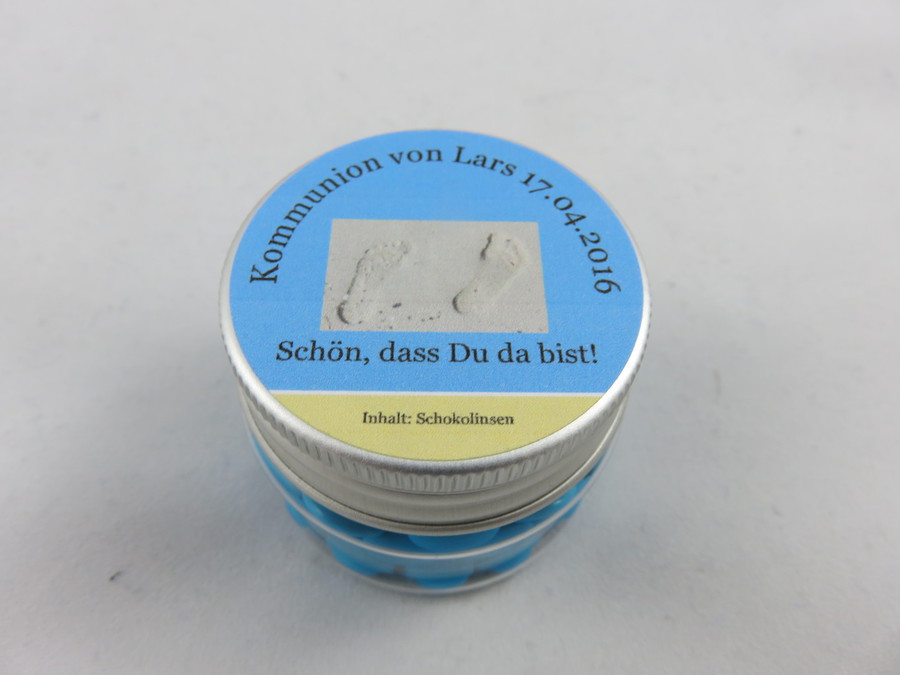 Kommunion von Lars 17.04.2016
Schön, dass Du da bist!
Inhalt: Schokolinsen